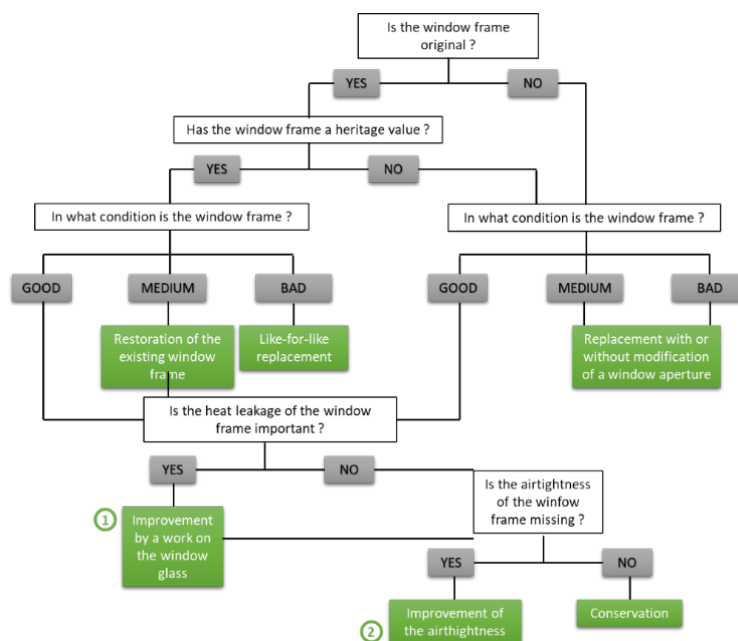 Is the window frame
original ?
YES
NO
Has the window frame a heritage value ?
YES
NO
In what condition is the window frame ?
In what condition is the window frame ?
GOOD
MEDIUM
BAD
GOOD
MEDIUM
BAD
Restoration of the
existing window
frame
Like-for-like
replacement
Replacement with or
without modification
of a window aperture
Is the heat leakage of the window
frame important ?
YES
NO
Is the airtightness
of the winfow
frame missing ?
1
Improvement
by a work on
the window
glass
YES
NO
2
Improvement of
the airthightness
Conservation